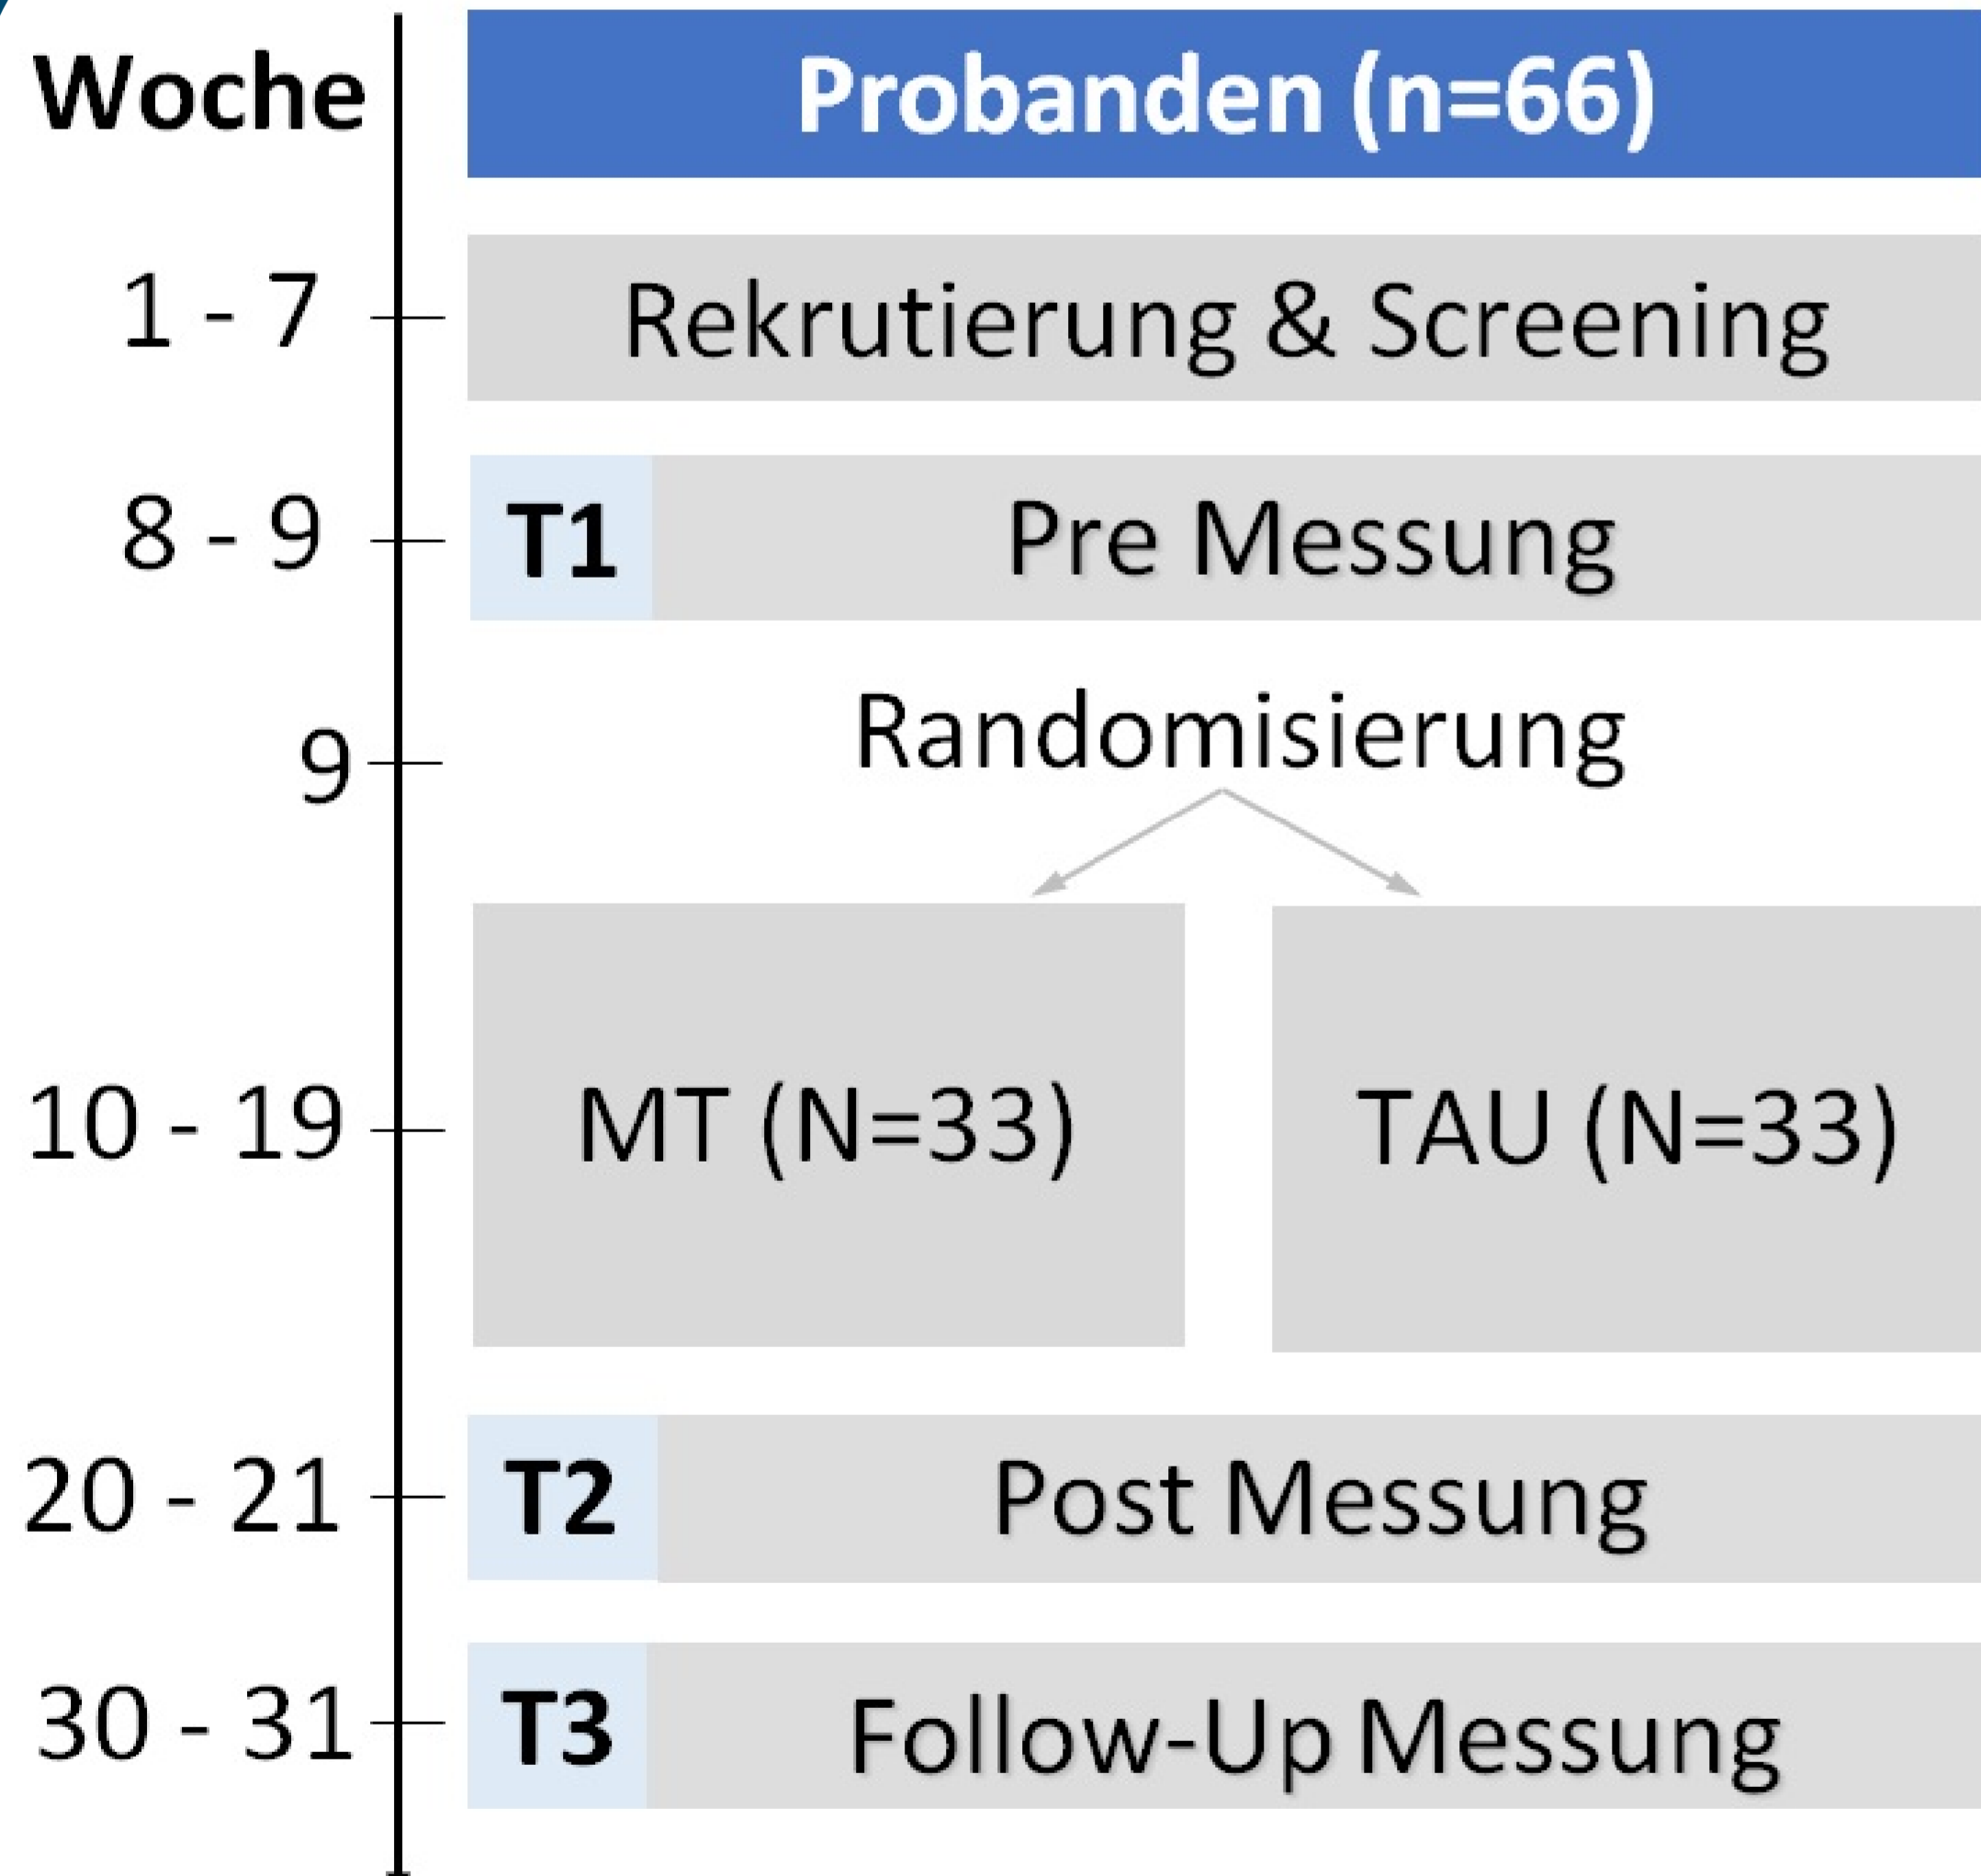 Woche
Probanden (n=66)
1 - 7
Rekrutierung & Screening
8 - 9
T1
Pre Messung
9
Randomisierung
10 - 19
MT (N=33)
TAU (N=33)
20 - 21
T2
Post Messung
30 - 31
T3
Follow-Up Messung